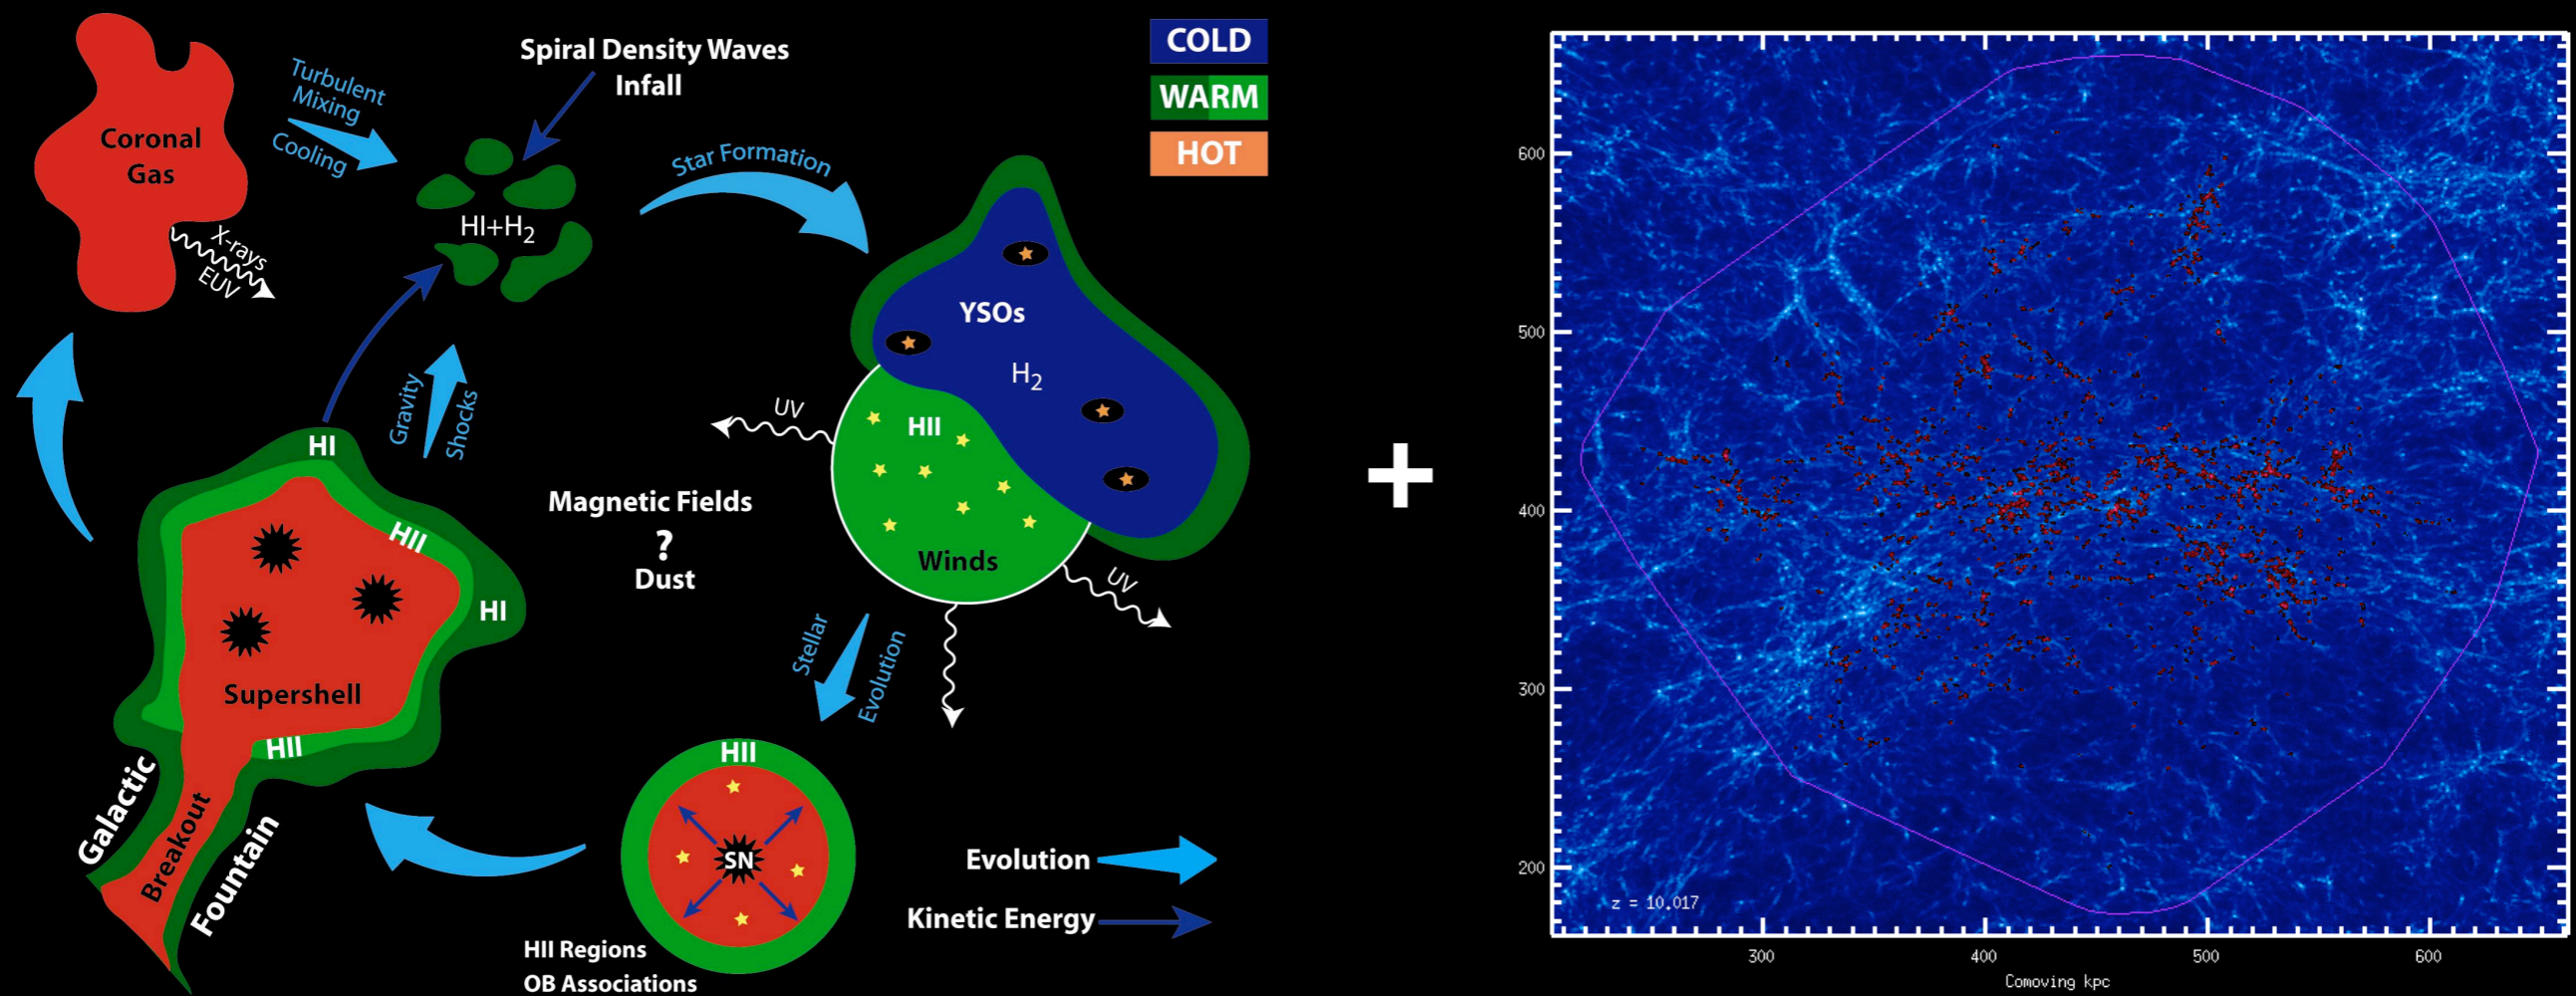 Spiral Density Waves
Infall
COLD
WARM
HOT
Turbulent
Mixing
Cooling
Coronal
Gas
X-rays
EUV
HI+H2
Star Formation
YSOs
H2
HII
Winds
UV
UV
Gravity
Shocks
Magnetic Fields
?
Dust
HI
HII
HI
Supershell
HII
Galactic
Breakout
Fountain
Stellar
Evolution
HII
SN
HII Regions
OB Associations
Evolution
Kinetic Energy
+
600
500
400
300
200
z = 10.017
300
400
500
600
Comoving kpc